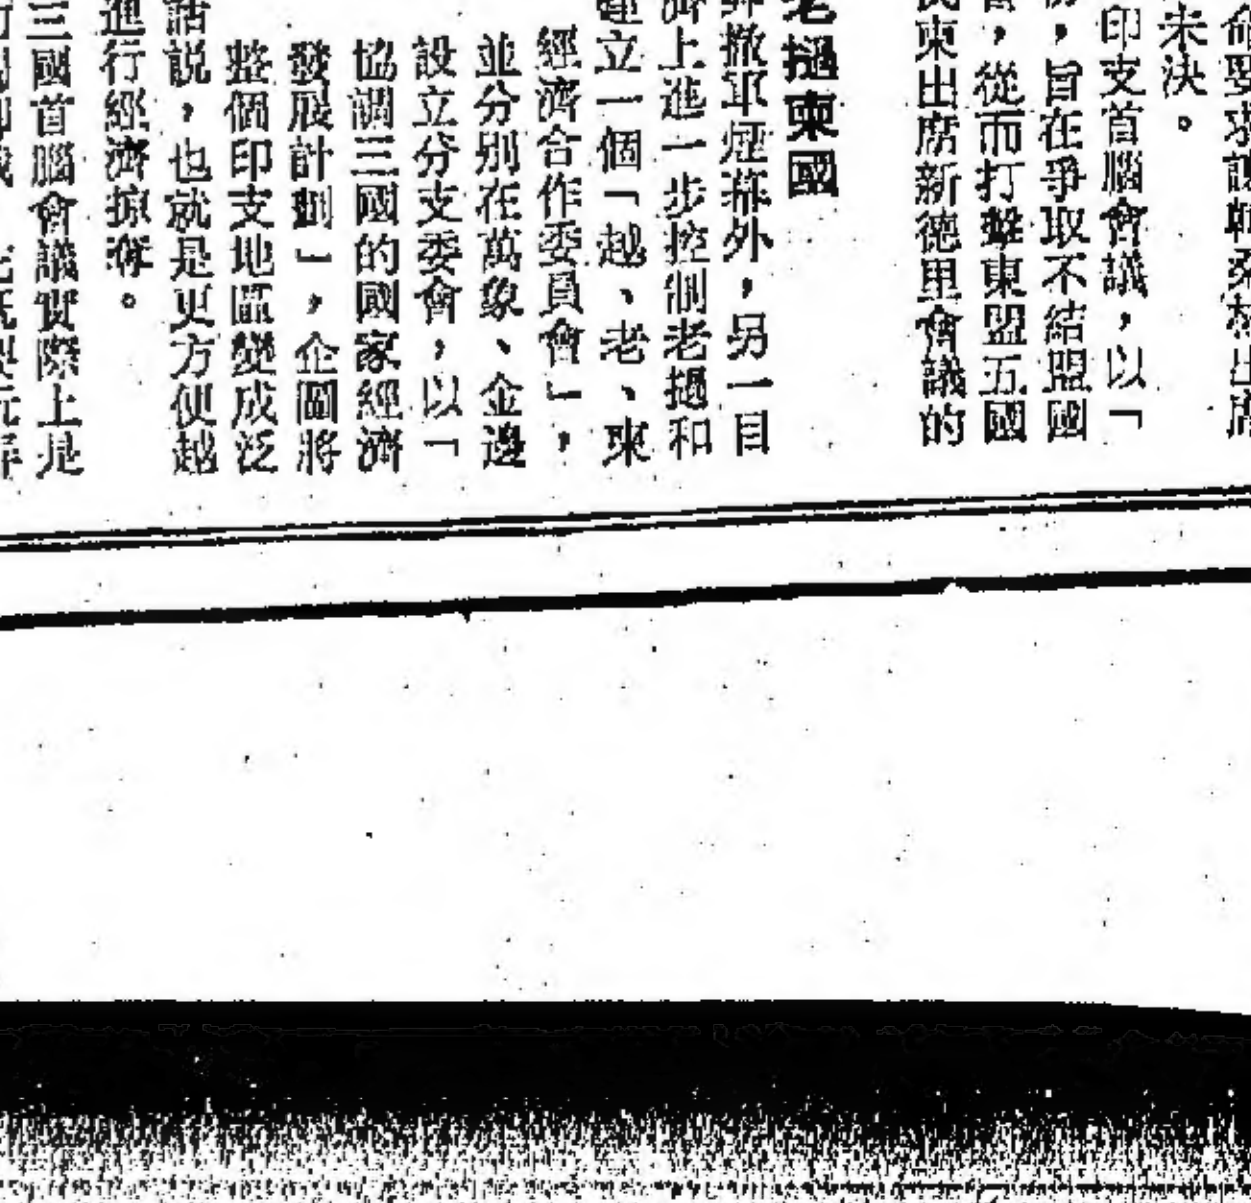 命要求
未決。
印支首腦會議，以「
，旨在爭取不結盟國
，從而打擊東盟五國
柬出席新德里會議的
老撾柬國
撤軍煙幕外，另一目
濟上進一步控制老撾和
建立一個「越、老、柬
經濟合作委員會」，
並分別在萬象、金邊
設立分支委會，以「
協調三國的國家經濟
發展計劃」，企圖將
整個印支地區變成泛
話説，也就是更方便越
進行經濟掠奪。
三國首腦會議實際上是